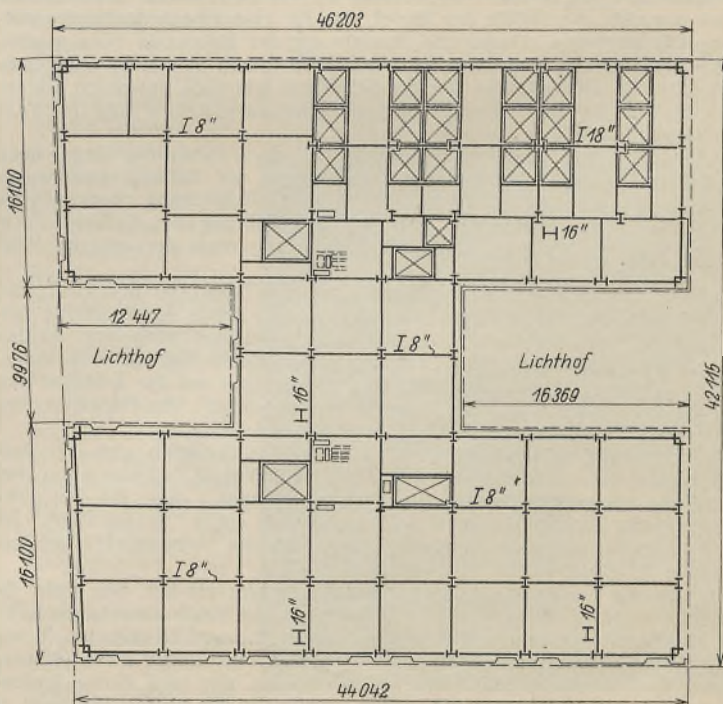 46203
I 8"
I 18"
16100
H 16"
12 447
I 8"
Lichthof
Lichthof
9976
16369
42115
H 16"
I 8"
16100
I 8"
H 16"
H 16"
44042